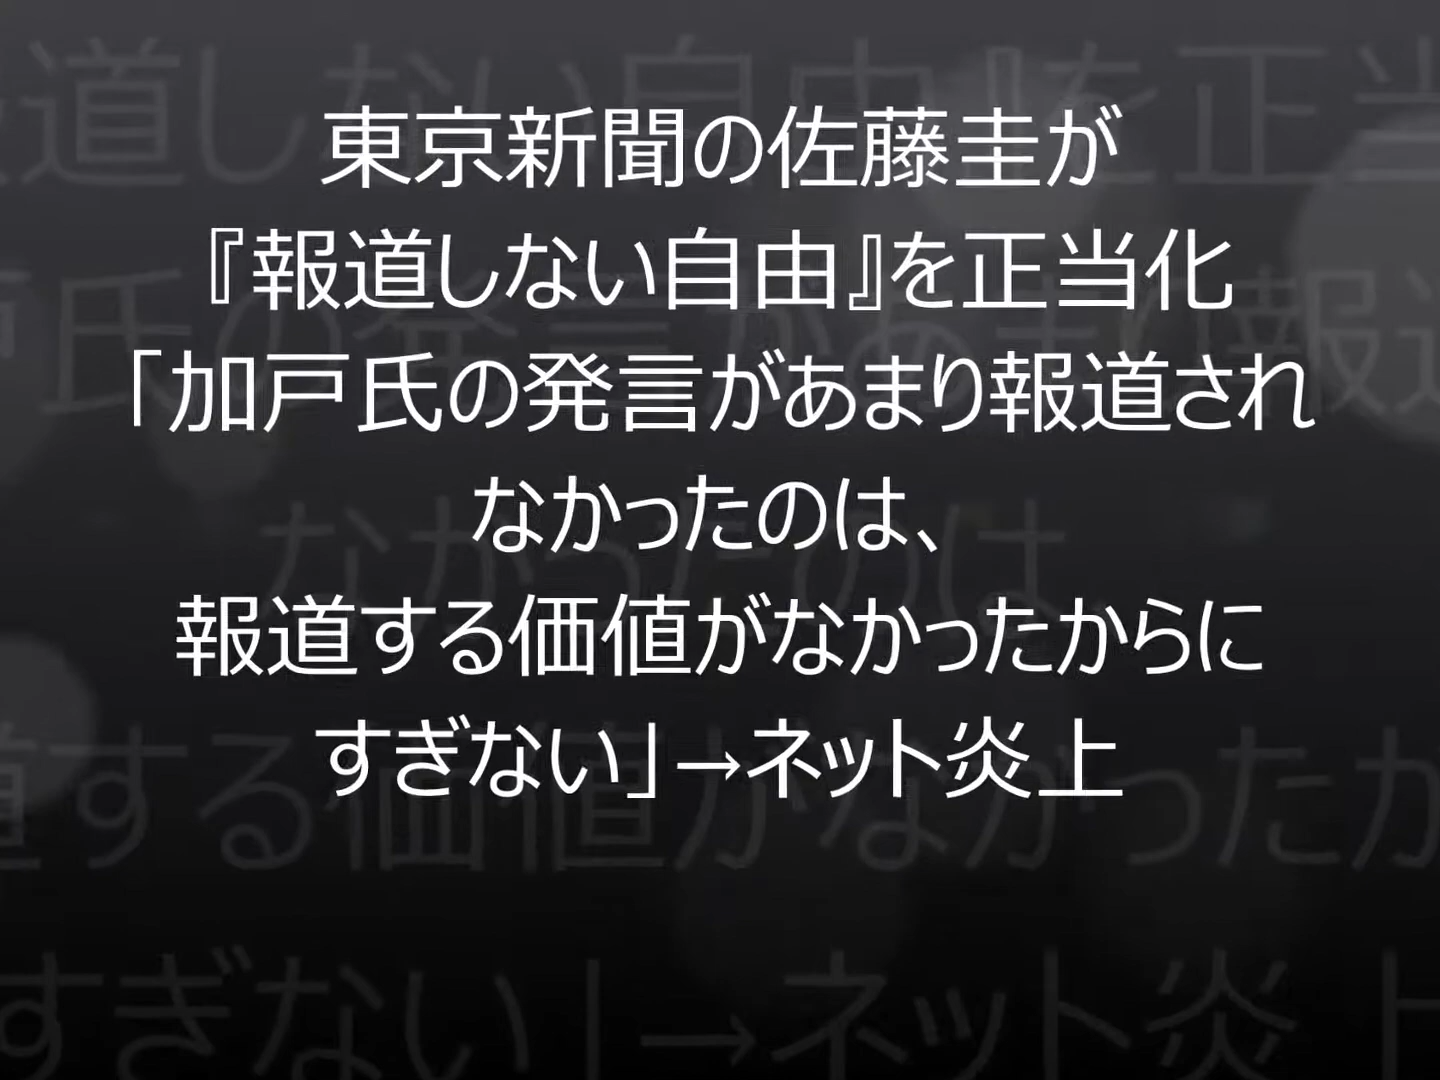 東京新聞の佐藤圭が
『報道しない自由』を正当化
「加戸氏の発言があまり報道され
なかったのは、
報道する価値がなかったからに
すぎない」→ネット炎上